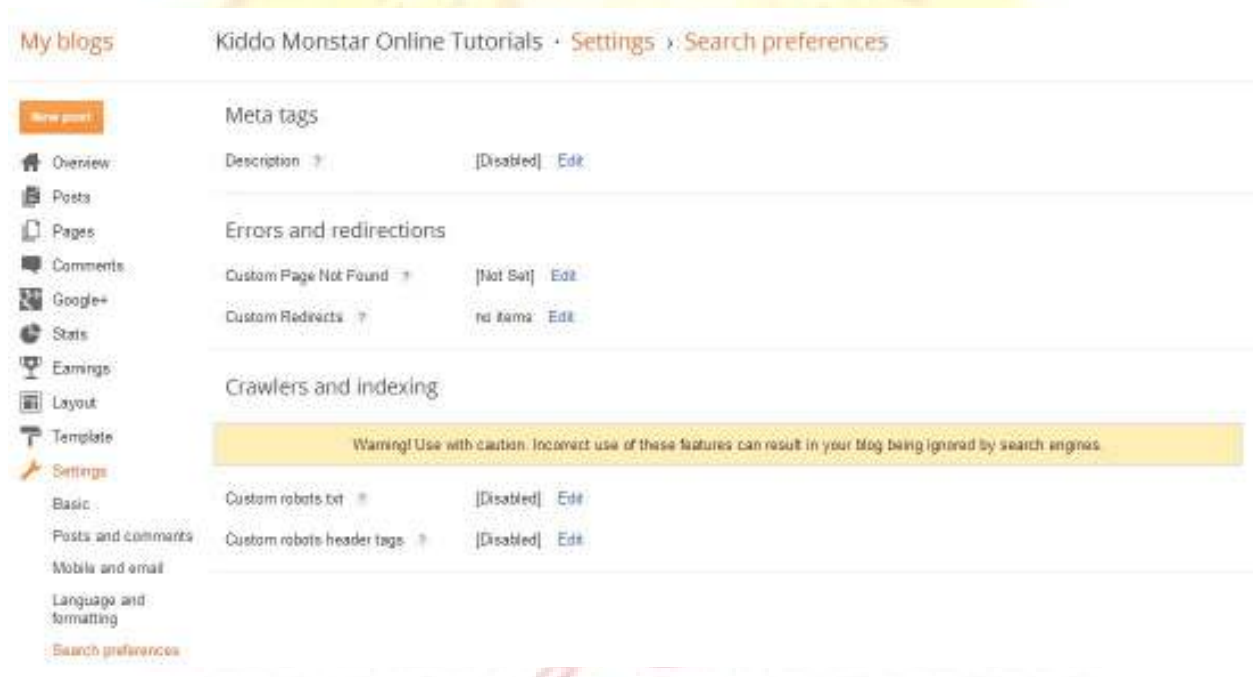 My blogs
Kiddo Monstar Online Tutorials · Settings › Search preferences
New post
Overview
Posts
Pages
Comments
Google+
Stats
Earnings
Layout
Template
Settings
Basic
Posts and comments
Mobile and email
Language and
formatting
Search preferences
Meta tags
Description ? [Disabled] Edit
Errors and redirections
Custom Page Not Found ? [Not Set] Edit
Custom Redirects ? no items Edit
Crawlers and indexing
Warning! Use with caution. Incorrect use of these features can result in your blog being ignored by search engines.
Custom robots.txt ? [Disabled] Edit
Custom robots header tags ? [Disabled] Edit